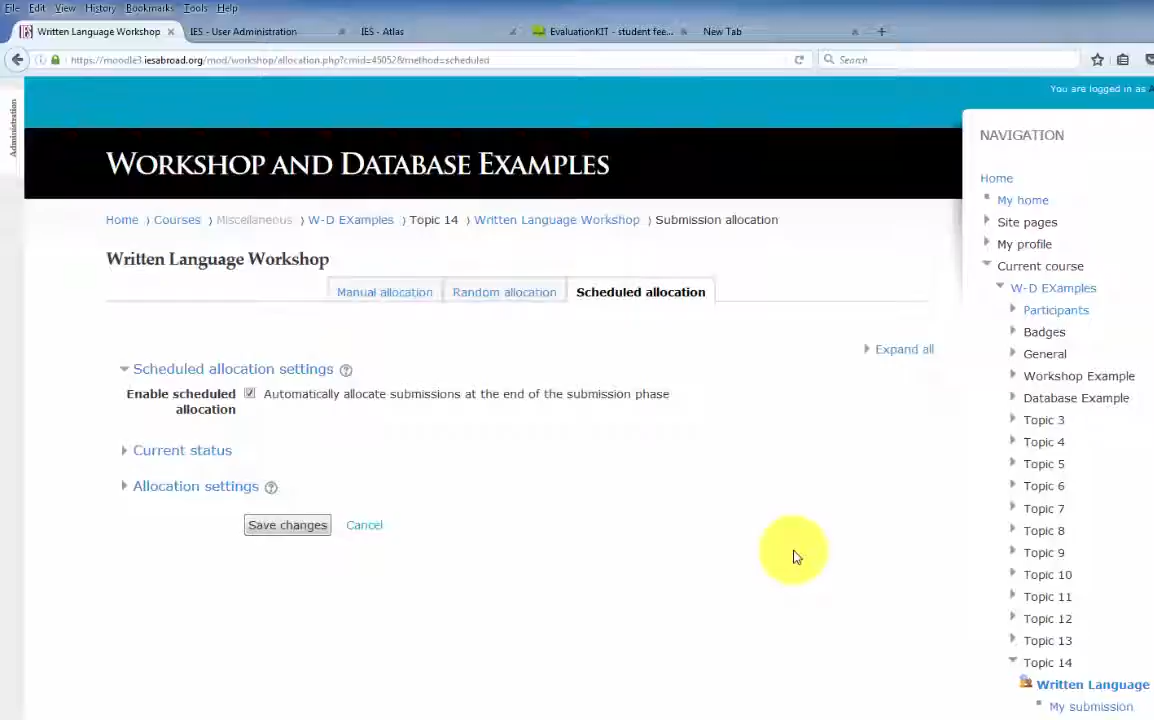 File Edit View History Bookmarks Tools Help
Written Language Workshop × IES - User Administration × IES - Atlas × EvaluationKIT - student fee... × New Tab × +
https://moodle3.iesabroad.org/mod/workshop/allocation.php?cmid=45052&method=scheduled Search
You are logged in as
Administration
WORKSHOP AND DATABASE EXAMPLES
Home Courses Miscellaneous W-D EXamples Topic 14 Written Language Workshop Submission allocation
Written Language Workshop
Manual allocation Random allocation Scheduled allocation
Expand all
Scheduled allocation settings ?
Enable scheduled allocation Automatically allocate submissions at the end of the submission phase
Current status
Allocation settings ?
Save changes Cancel
NAVIGATION
Home
My home
Site pages
My profile
Current course
W-D EXamples
Participants
Badges
General
Workshop Example
Database Example
Topic 3
Topic 4
Topic 5
Topic 6
Topic 7
Topic 8
Topic 9
Topic 10
Topic 11
Topic 12
Topic 13
Topic 14
Written Language
My submission